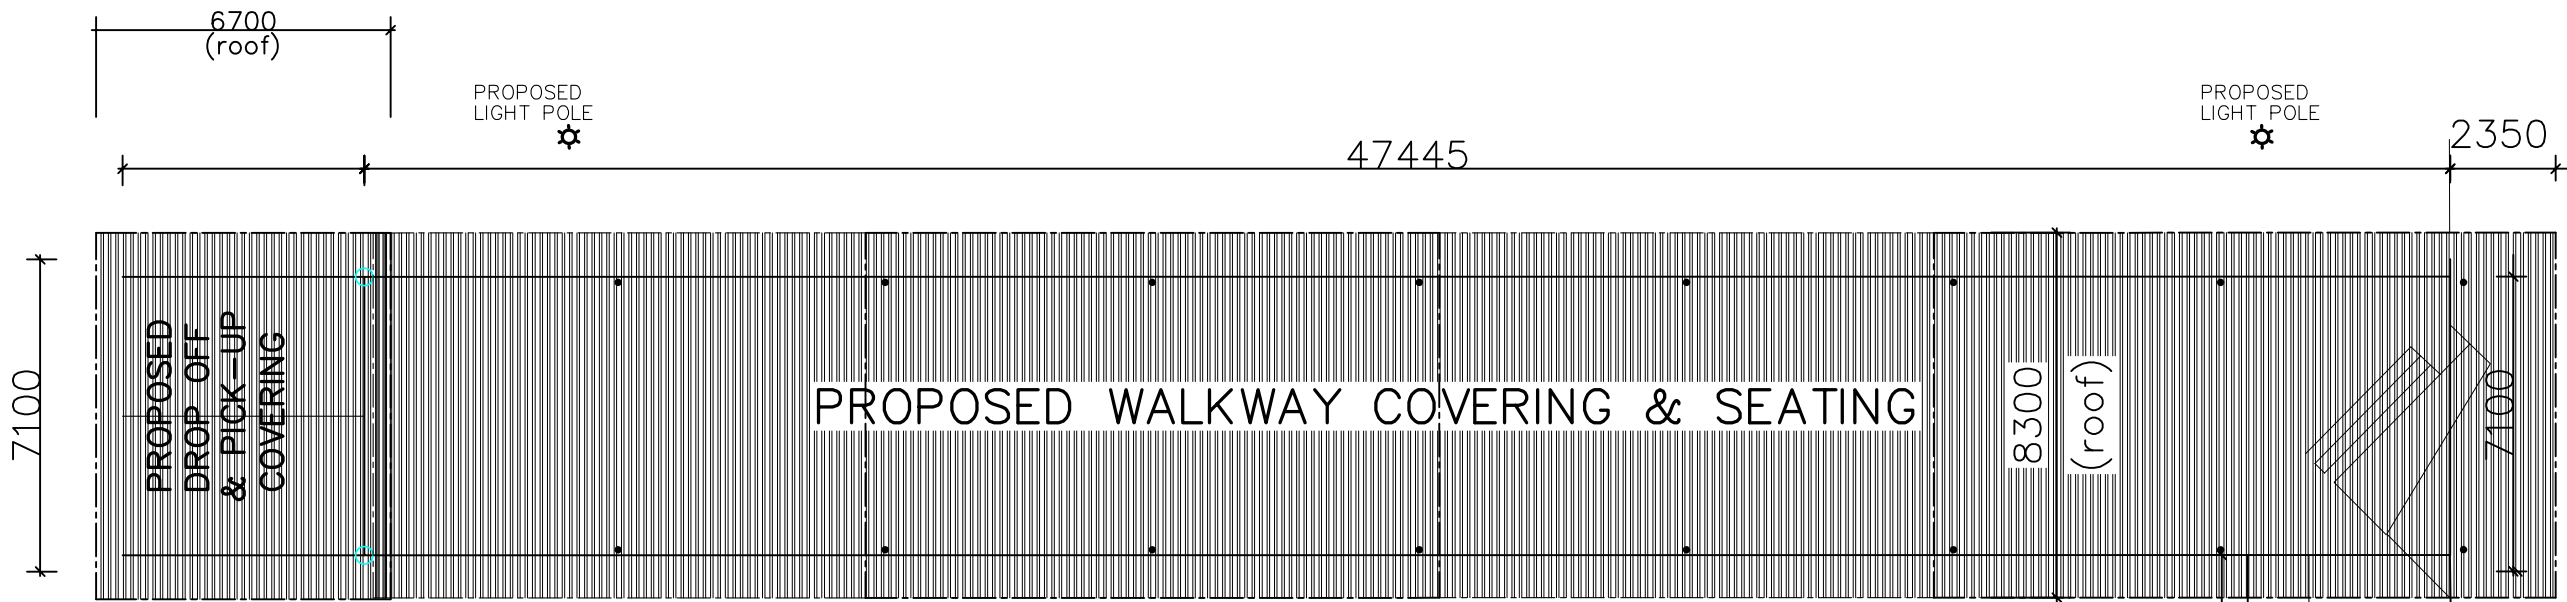 6700
(roof)
PROPOSED
LIGHT POLE
PROPOSED
LIGHT POLE
47445
2350
7100
PROPOSED
DROP OFF
& PICK-UP
COVERING
PROPOSED WALKWAY COVERING & SEATING
8300
(roof)
7100